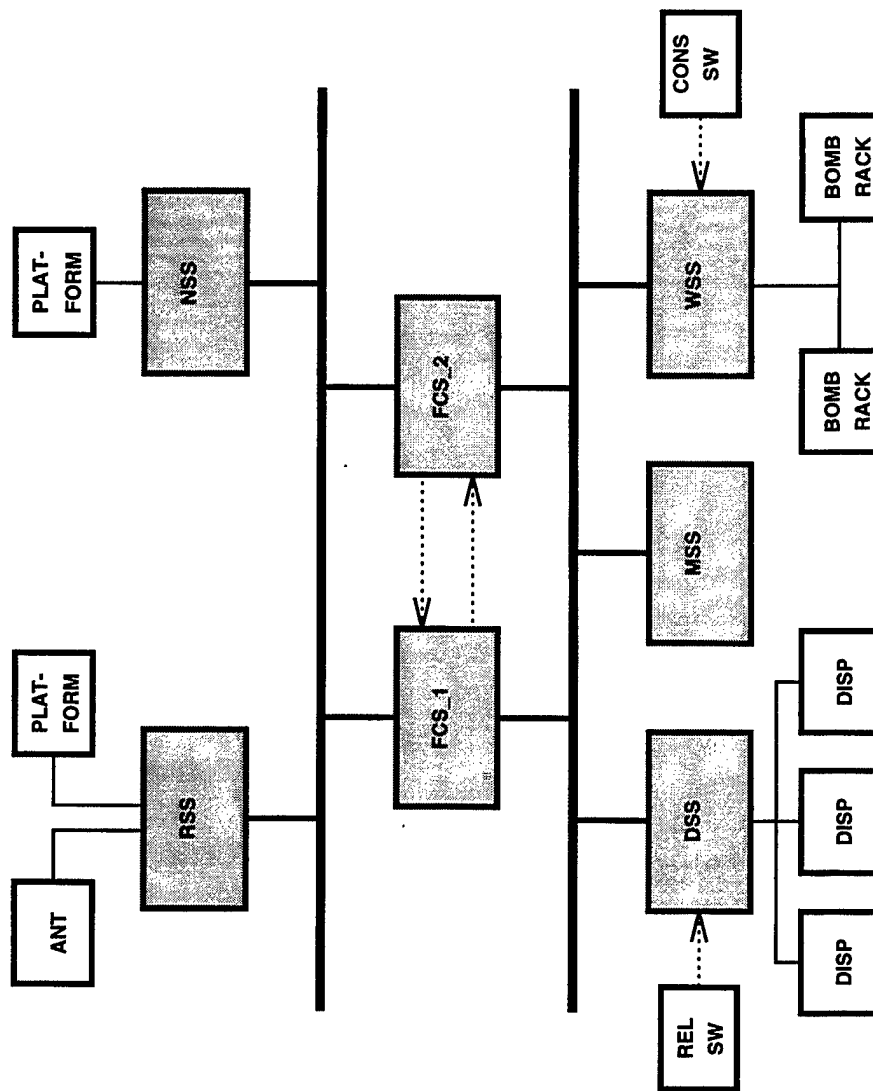 ANT
PLAT-
FORM
PLAT-
FORM
RSS
NSS
FCS_1
FCS_2
DSS
MSS
WSS
REL
SW
CONS
SW
DISP
DISP
DISP
BOMB
RACK
BOMB
RACK